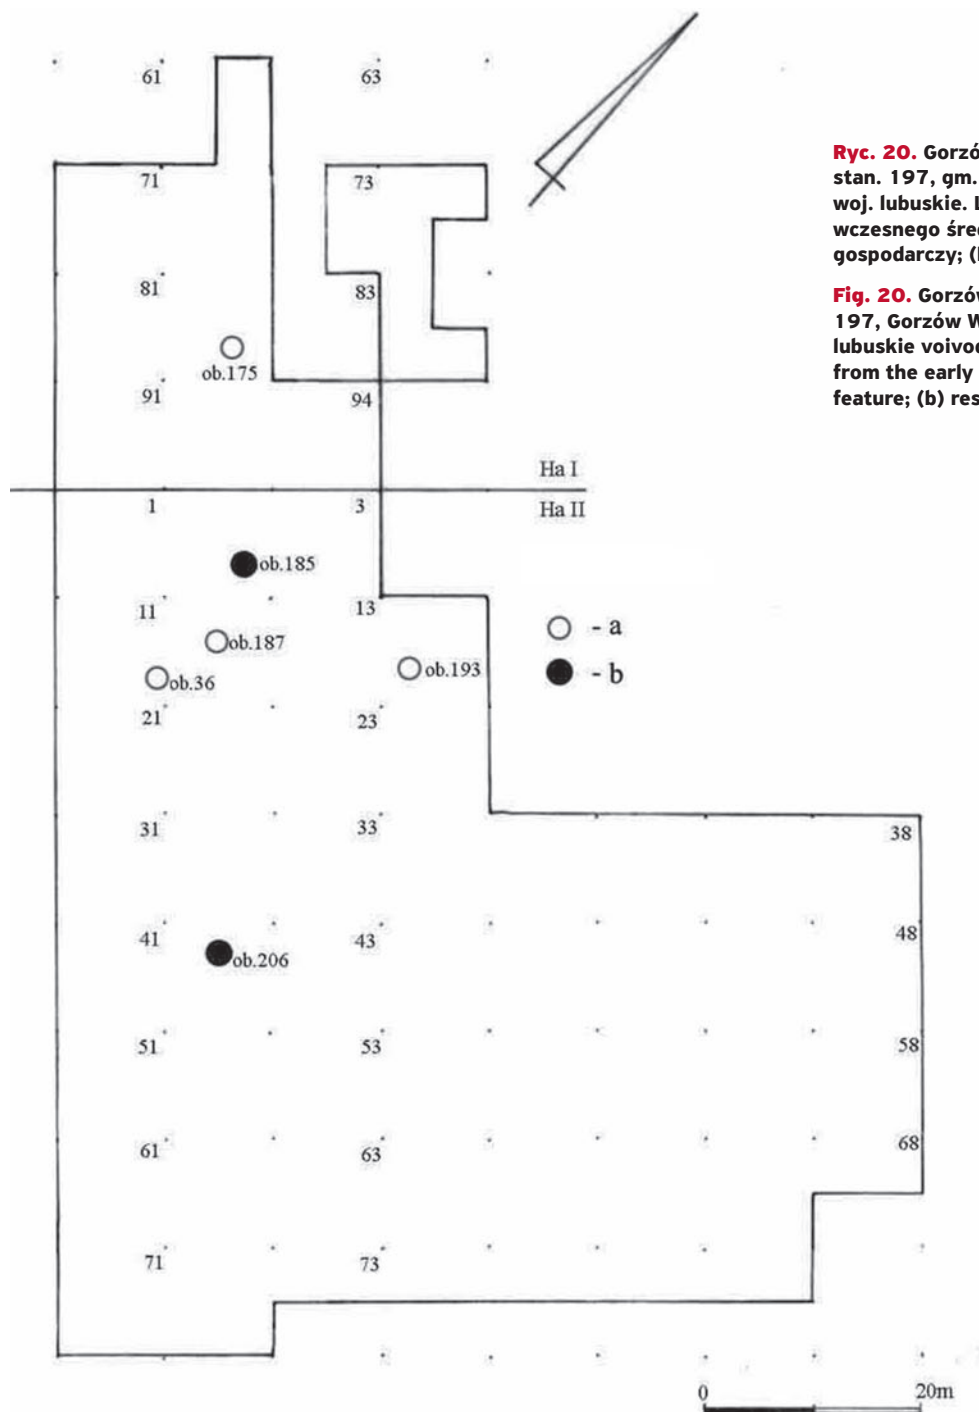 61 63
71 73
81 83
ob.175
91 94
Ha I
1 3 Ha II
ob.185
11 13
- a
ob.187
ob.193
- b
ob.36
21 23
31 33 38
41 43 48
ob.206
51 53 58
61 63 68
71 73
0 20m
Ryc. 20. Gorzó
stan. 197, gm.
woj. lubuskie. L
wczesnego śre
gospodarczy; (
Fig. 20. Gorzów
197, Gorzów W
lubuskie voivo
from the early
feature; (b) res